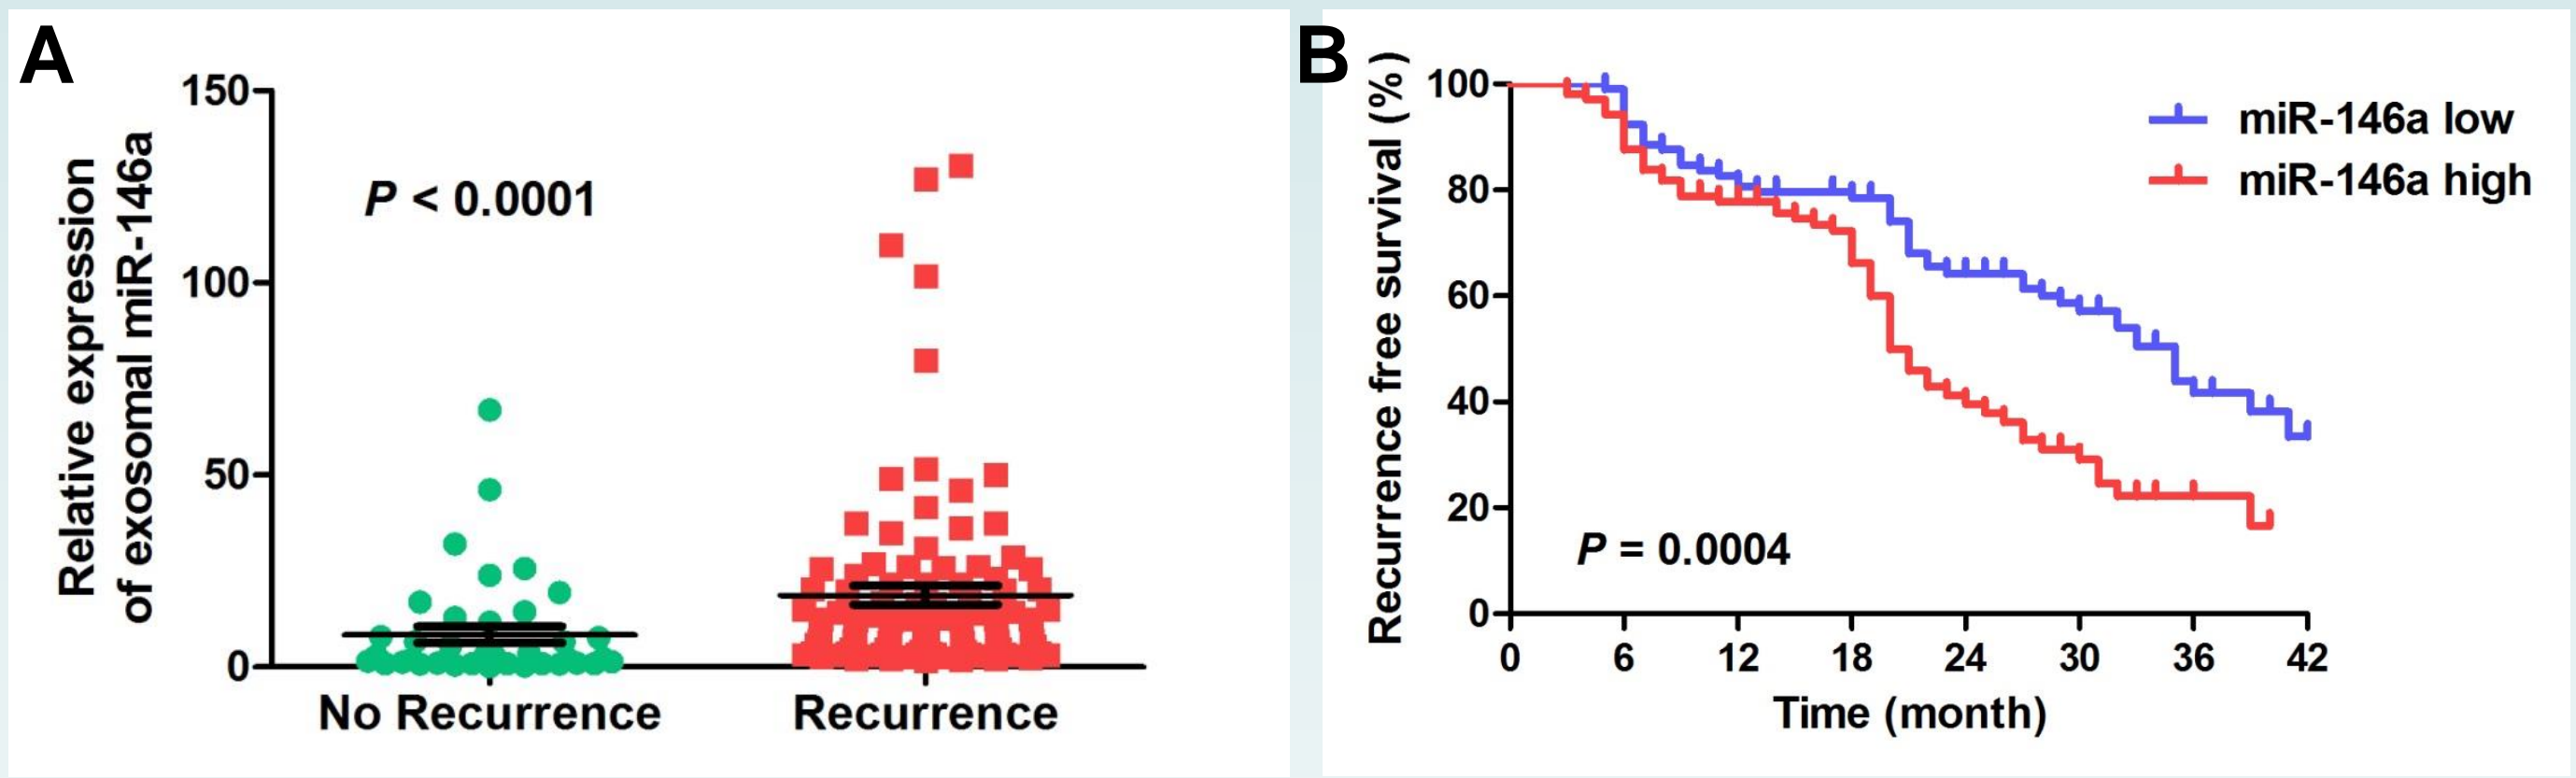 A
Relative expression
of exosomal miR-146a
150
100
50
0
P < 0.0001
No Recurrence
Recurrence
B
Recurrence free survival (%)
100
80
60
40
20
0
miR-146a low
miR-146a high
P = 0.0004
0 6 12 18 24 30 36 42
Time (month)